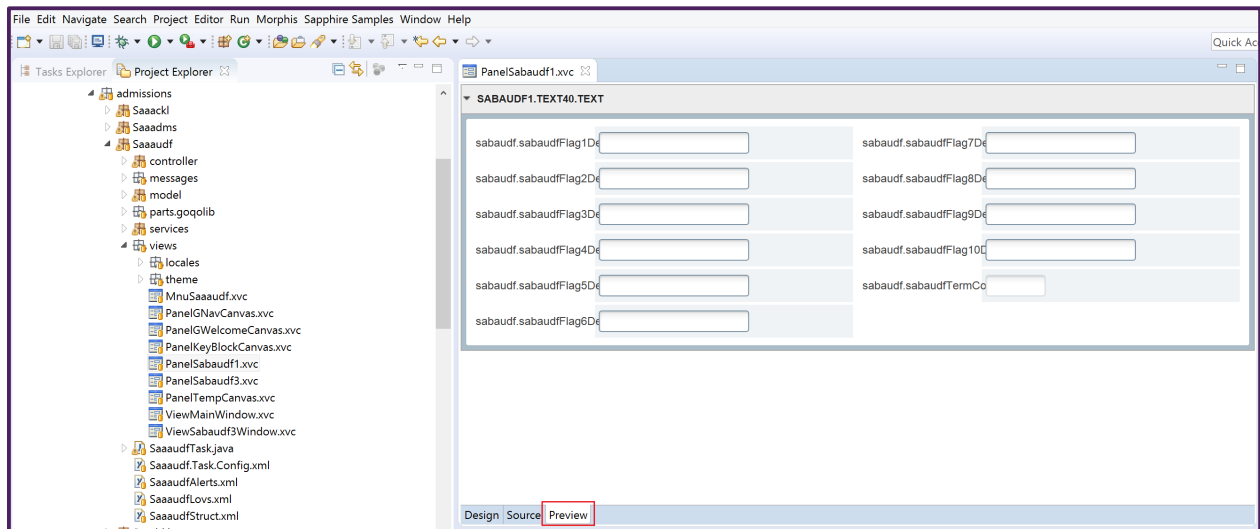 File Edit Navigate Search Project Editor Run Morphis Sapphire Samples Window Help
Quick Ac
Tasks Explorer Project Explorer
admissions
Saaackl
Saaadms
Saaaudf
controller
messages
model
parts.goqolib
services
views
locales
theme
MnuSaaaudf.xvc
PanelGNavCanvas.xvc
PanelGWelcomeCanvas.xvc
PanelKeyBlockCanvas.xvc
PanelSabaudf1.xvc
PanelSabaudf3.xvc
PanelTempCanvas.xvc
ViewMainWindow.xvc
ViewSabaudf3Window.xvc
SaaaudfTask.java
Saaaudf.Task.Config.xml
SaaaudfAlerts.xml
SaaaudfLovs.xml
SaaaudfStruct.xml
PanelSabaudf1.xvc
SABAUDF1.TEXT40.TEXT
sabaudf.sabaudfFlag1De
sabaudf.sabaudfFlag2De
sabaudf.sabaudfFlag3De
sabaudf.sabaudfFlag4De
sabaudf.sabaudfFlag5De
sabaudf.sabaudfFlag6De
sabaudf.sabaudfFlag7De
sabaudf.sabaudfFlag8De
sabaudf.sabaudfFlag9De
sabaudf.sabaudfFlag10D
sabaudf.sabaudfTermCo
Design Source Preview